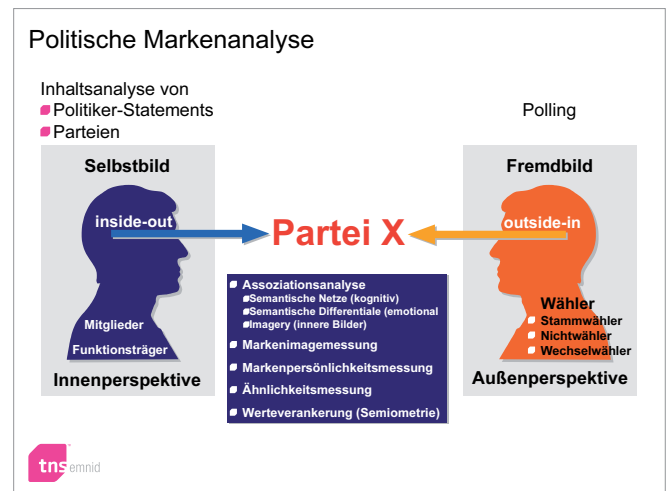 Politische Markenanalyse
Inhaltsanalyse von
Politiker-Statements
Parteien
Polling
Selbstbild
Fremdbild
inside-out
Partei X
outside-in
Assoziationsanalyse
Semantische Netze (kognitiv)
Semantische Differentiale (emotional
Imagery (innere Bilder)
Markenimagemessung
Markenpersönlichkeitsmessung
Ähnlichkeitsmessung
Werteverankerung (Semiometrie)
Mitglieder
Funktionsträger
Wähler
Stammwähler
Nichtwähler
Wechselwähler
Innenperspektive
Außenperspektive
tns emnid